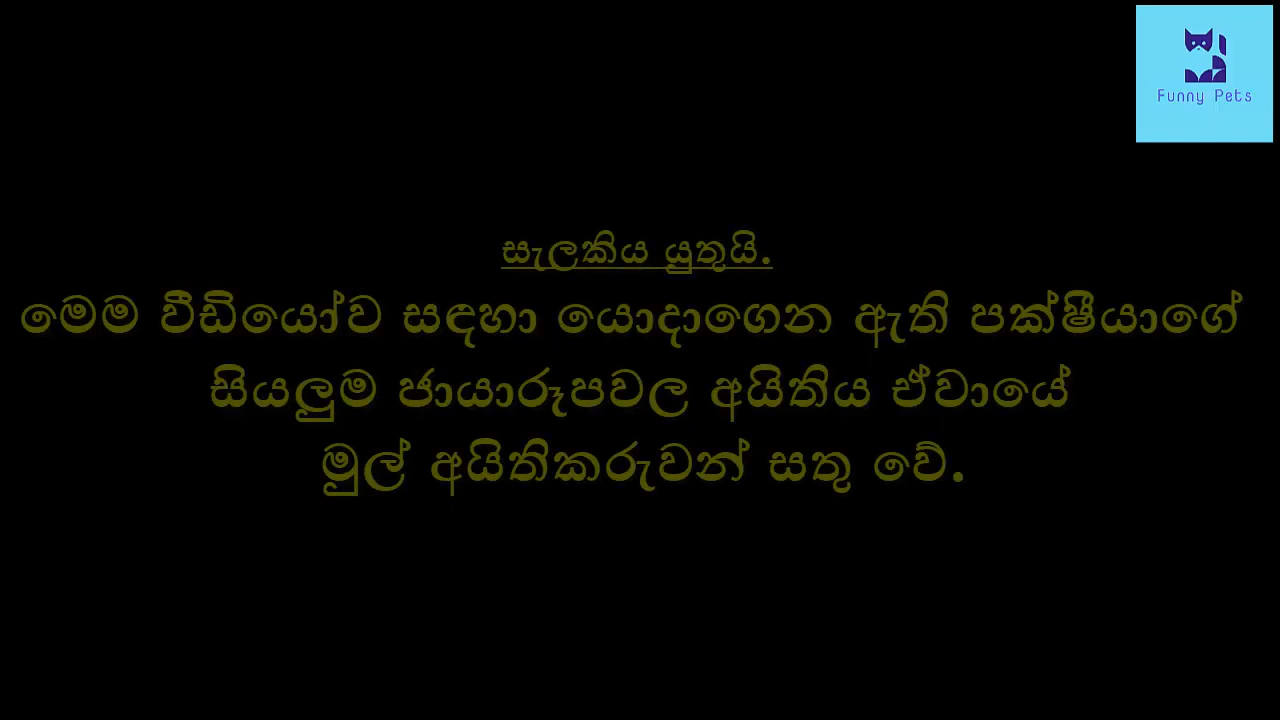 Funny Pets
සැලකිය යුතුයි.
මෙම වීඩියෝව සඳහා යොදාගෙන ඇති පක්ෂීයාගේ
සියලුම ජායාරූපවල අයිතිය ඒවායේ
මුල් අයිතිකරුවන් සතු වේ.